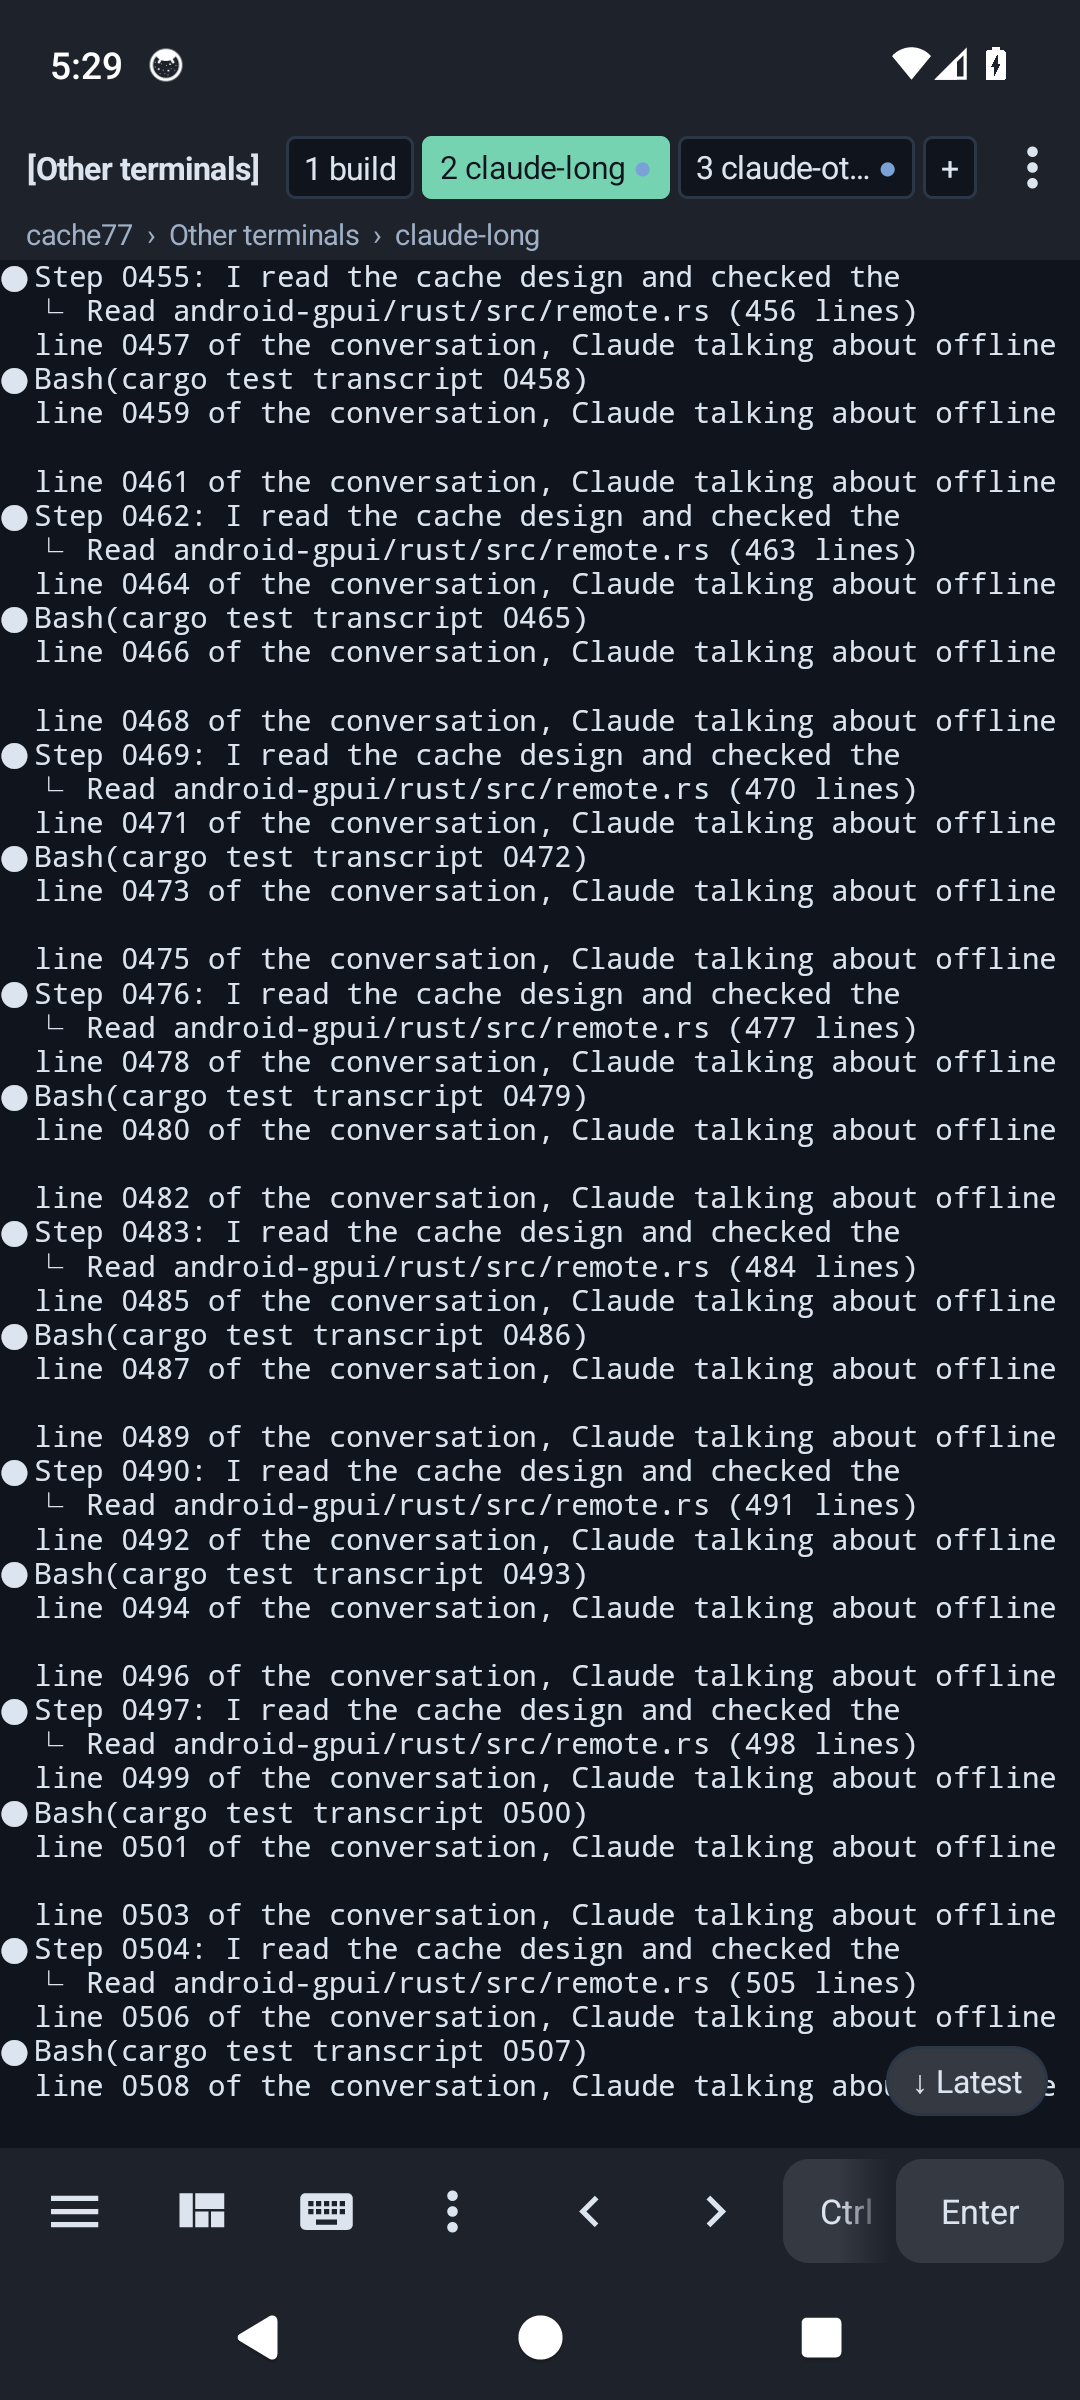 5:29
[Other terminals] 1 build 2 claude-long 3 claude-ot... +
cache77 › Other terminals › claude-long
Step 0455: I read the cache design and checked the
└ Read android-gpui/rust/src/remote.rs (456 lines)
line 0457 of the conversation, Claude talking about offline
Bash(cargo test transcript 0458)
line 0459 of the conversation, Claude talking about offline
line 0461 of the conversation, Claude talking about offline
Step 0462: I read the cache design and checked the
└ Read android-gpui/rust/src/remote.rs (463 lines)
line 0464 of the conversation, Claude talking about offline
Bash(cargo test transcript 0465)
line 0466 of the conversation, Claude talking about offline
line 0468 of the conversation, Claude talking about offline
Step 0469: I read the cache design and checked the
└ Read android-gpui/rust/src/remote.rs (470 lines)
line 0471 of the conversation, Claude talking about offline
Bash(cargo test transcript 0472)
line 0473 of the conversation, Claude talking about offline
line 0475 of the conversation, Claude talking about offline
Step 0476: I read the cache design and checked the
└ Read android-gpui/rust/src/remote.rs (477 lines)
line 0478 of the conversation, Claude talking about offline
Bash(cargo test transcript 0479)
line 0480 of the conversation, Claude talking about offline
line 0482 of the conversation, Claude talking about offline
Step 0483: I read the cache design and checked the
└ Read android-gpui/rust/src/remote.rs (484 lines)
line 0485 of the conversation, Claude talking about offline
Bash(cargo test transcript 0486)
line 0487 of the conversation, Claude talking about offline
line 0489 of the conversation, Claude talking about offline
Step 0490: I read the cache design and checked the
└ Read android-gpui/rust/src/remote.rs (491 lines)
line 0492 of the conversation, Claude talking about offline
Bash(cargo test transcript 0493)
line 0494 of the conversation, Claude talking about offline
line 0496 of the conversation, Claude talking about offline
Step 0497: I read the cache design and checked the
└ Read android-gpui/rust/src/remote.rs (498 lines)
line 0499 of the conversation, Claude talking about offline
Bash(cargo test transcript 0500)
line 0501 of the conversation, Claude talking about offline
line 0503 of the conversation, Claude talking about offline
Step 0504: I read the cache design and checked the
└ Read android-gpui/rust/src/remote.rs (505 lines)
line 0506 of the conversation, Claude talking about offline
Bash(cargo test transcript 0507)
line 0508 of the conversation, Claude talking
↓ Latest
Ctrl Enter